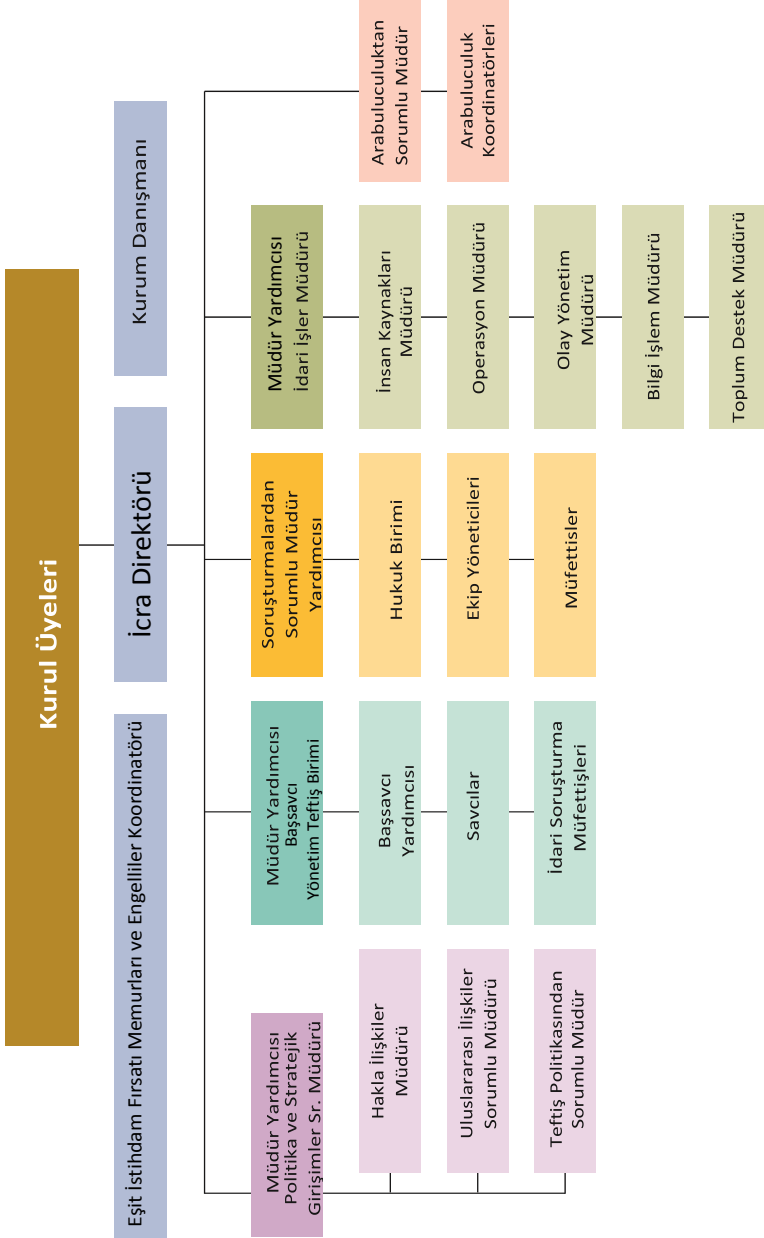 Kurul Üyeleri
Eşit İstihdam Fırsatı Memurları ve Engelliler Koordinatörü
İcra Direktörü
Kurum Danışmanı
Müdür Yardımcısı
Politika ve Stratejik
Girişimler Sr. Müdürü
Hakla İlişkiler
Müdürü
Uluslararası İlişkiler
Sorumlu Müdürü
Teftiş Politikasından
Sorumlu Müdür
Müdür Yardımcısı
Başsavcı
Yönetim Teftiş Birimi
Başsavcı
Yardımcısı
Savcılar
İdari Soruşturma
Müfettişleri
Soruşturmalardan
Sorumlu Müdür
Yardımcısı
Hukuk Birimi
Ekip Yöneticileri
Müfettisler
Müdür Yardımcısı
İdari İşler Müdürü
İnsan Kaynakları
Müdürü
Operasyon Müdürü
Olay Yönetim
Müdürü
Bilgi İşlem Müdürü
Toplum Destek Müdürü
Arabuluculuktan
Sorumlu Müdür
Arabuluculuk
Koordinatörleri